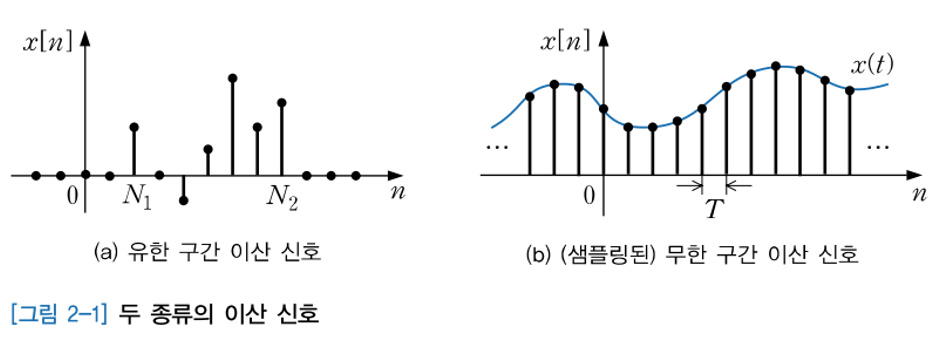 x[n]
0
N₁
N₂
n
(a) 유한 구간 이산 신호
x[n]
x(t)
...
...
0
T
n
(b) (샘플링된) 무한 구간 이산 신호
[그림 2-1] 두 종류의 이산 신호